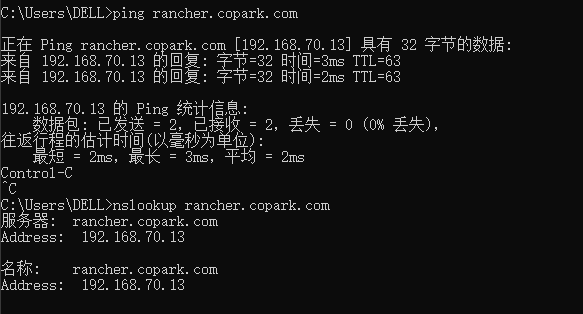 C:\Users\DELL>ping rancher.copark.com
正在 Ping rancher.copark.com [192.168.70.13] 具有 32 字节的数据:
来自 192.168.70.13 的回复: 字节=32 时间=3ms TTL=63
来自 192.168.70.13 的回复: 字节=32 时间=2ms TTL=63
192.168.70.13 的 Ping 统计信息:
数据包: 已发送 = 2, 已接收 = 2, 丢失 = 0 (0% 丢失),
往返行程的估计时间(以毫秒为单位):
最短 = 2ms, 最长 = 3ms, 平均 = 2ms
Control-C
^C
C:\Users\DELL>nslookup rancher.copark.com
服务器: rancher.copark.com
Address: 192.168.70.13
名称: rancher.copark.com
Address: 192.168.70.13